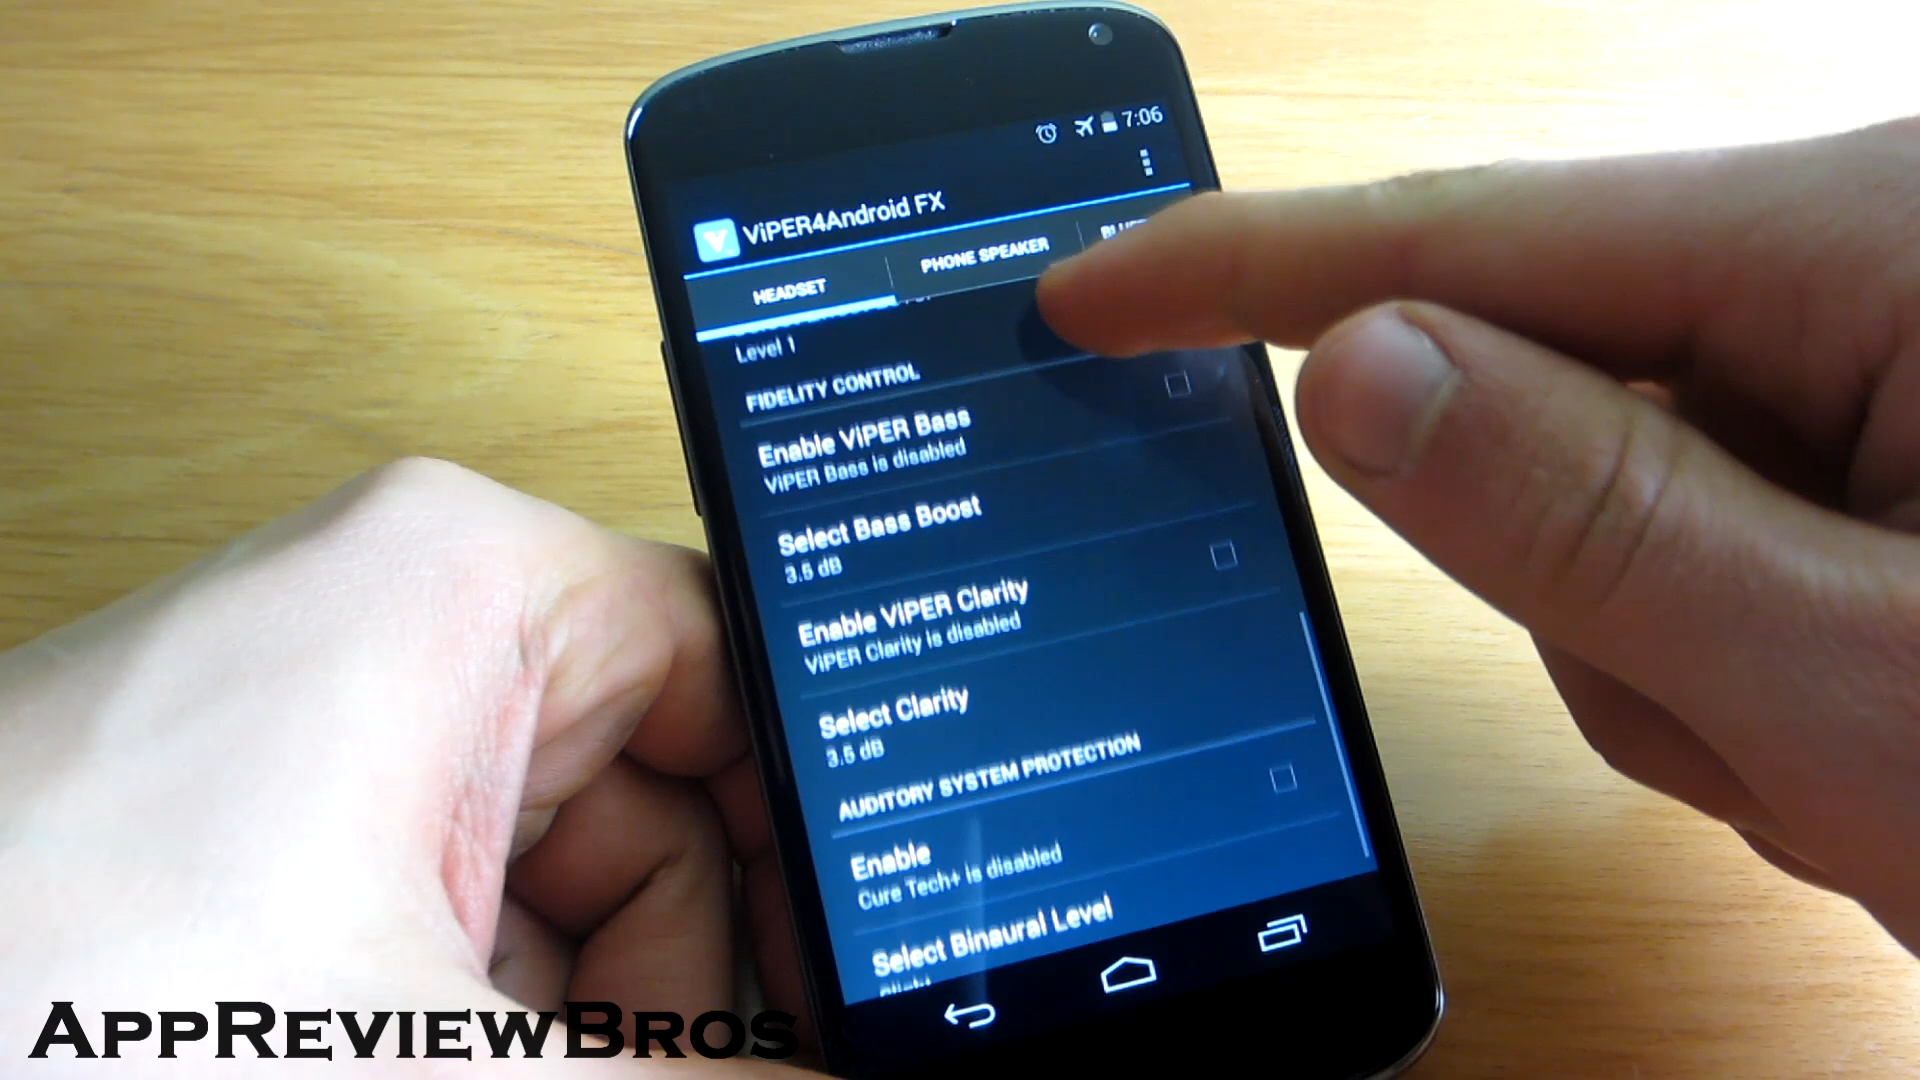 7:06
ViPER4Android FX
HEADSET
PHONE SPEAKER
Level 1
FIDELITY CONTROL
Enable ViPER Bass
ViPER Bass is disabled
Select Bass Boost
3.5 dB
Enable ViPER Clarity
ViPER Clarity is disabled
Select Clarity
3.5 dB
AUDITORY SYSTEM PROTECTION
Enable
Cure Tech+ is disabled
Select Binaural Level
APPREVIEWBROS